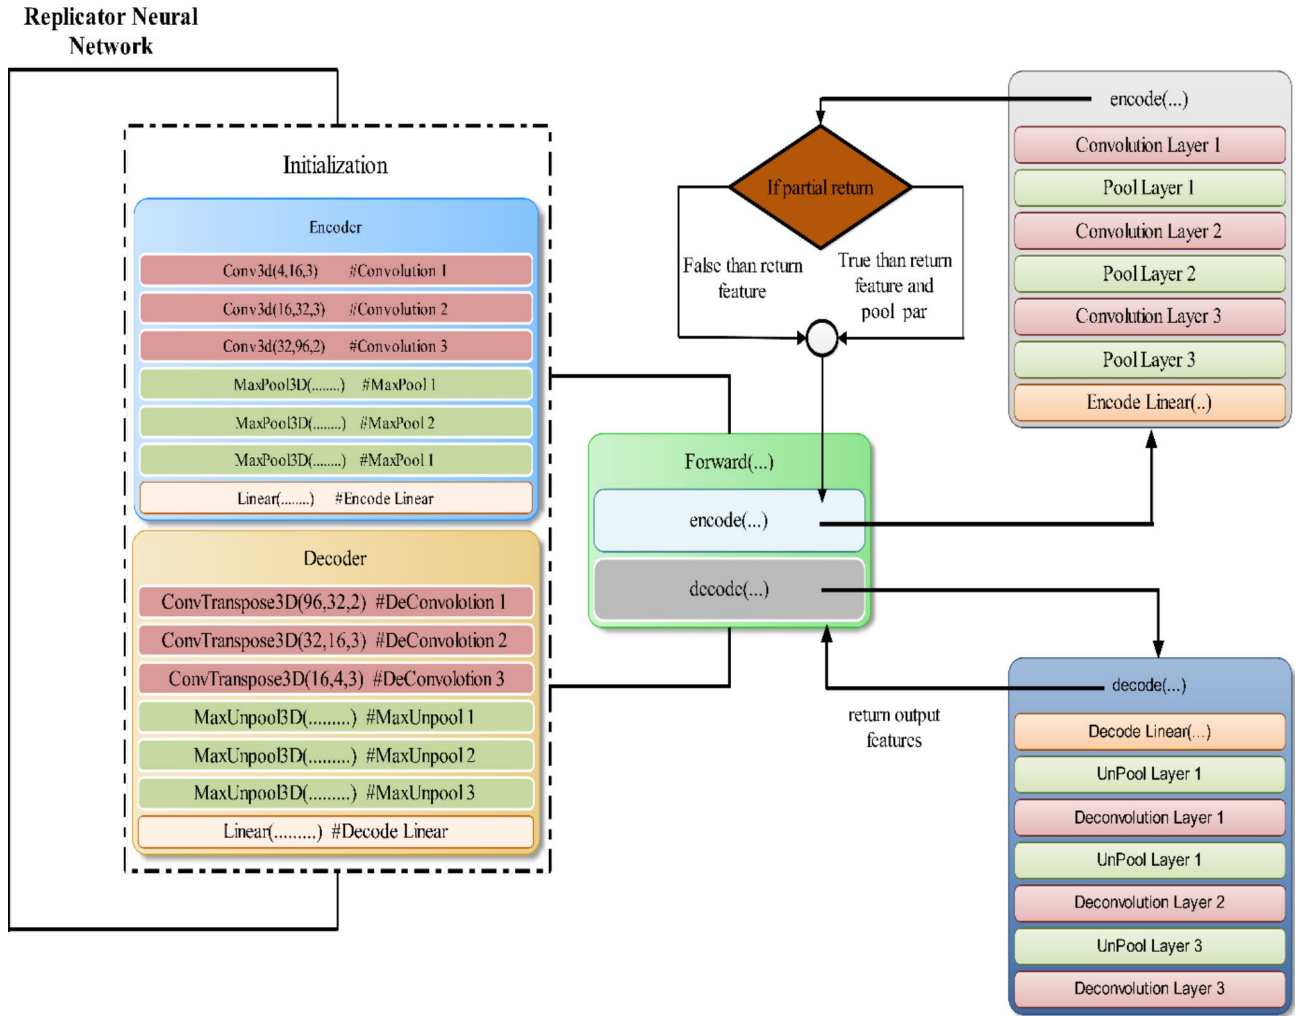 Replicator Neural
Network
Initialization
Encoder
Conv3d(4,16,3) #Convolution 1
Conv3d(16,32,3) #Convolution 2
Conv3d(32,96,2) #Convolution 3
MaxPool3D(........) #MaxPool 1
MaxPool3D(........) #MaxPool 2
MaxPool3D(........) #MaxPool 1
Linear(........) #Encode Linear
Decoder
ConvTranspose3D(96,32,2) #DeConvolotion 1
ConvTranspose3D(32,16,3) #DeConvolotion 2
ConvTranspose3D(16,4,3) #DeConvolotion 3
MaxUnpool3D(.........) #MaxUnpool 1
MaxUnpool3D(.........) #MaxUnpool 2
MaxUnpool3D(.........) #MaxUnpool 3
Linear(.........) #Decode Linear
If partial return
False than return
feature
True than return
feature and
pool par
Forward(...)
encode(...)
decode(...)
return output
features
encode(...)
Convolution Layer 1
Pool Layer 1
Convolution Layer 2
Pool Layer 2
Convolution Layer 3
Pool Layer 3
Encode Linear(..)
decode(...)
Decode Linear(...)
UnPool Layer 1
Deconvolution Layer 1
UnPool Layer 1
Deconvolution Layer 2
UnPool Layer 3
Deconvolution Layer 3